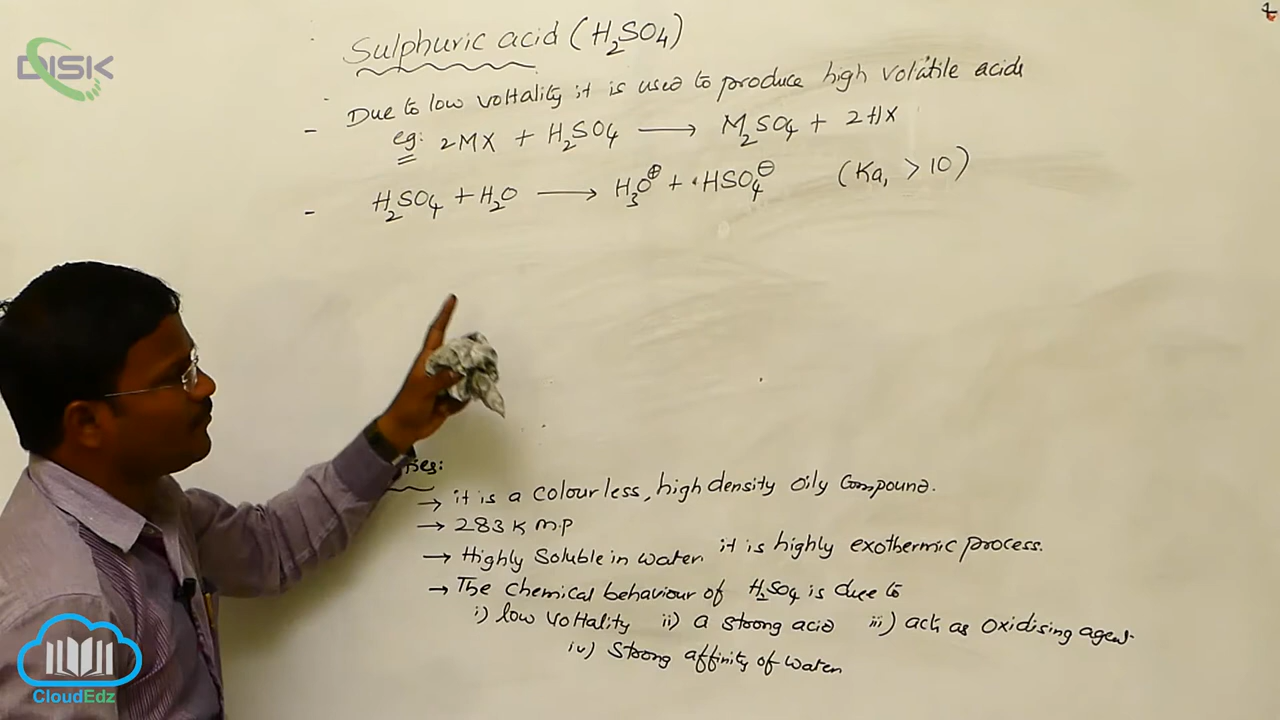 DISK
Sulphuric acid (H₂SO₄)
- Due to low voltality it is used to produce high volatile acids
eg: 2MX + H₂SO₄ ⟶ M₂SO₄ + 2HX
- H₂SO₄ + H₂O ⟶ H₃O⊕ + HSO₄⊖ (Ka₁ > 10)
ies:
→ it is a colourless, high density oily compound.
→ 283 K m.p
→ Highly soluble in water it is highly exothermic process.
→ The chemical behaviour of H₂SO₄ is due to
i) low voltality ii) a strong acid iii) act as oxidising agent.
iv) Strong affinity of water
CloudEdz